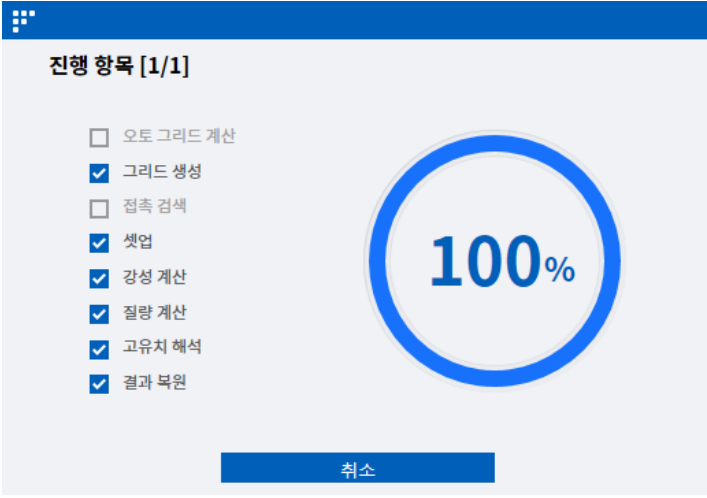 진행 항목 [1/1]
오토 그리드 계산
그리드 생성
접촉 검색
셋업
강성 계산
질량 계산
고유치 해석
결과 복원
100%
취소